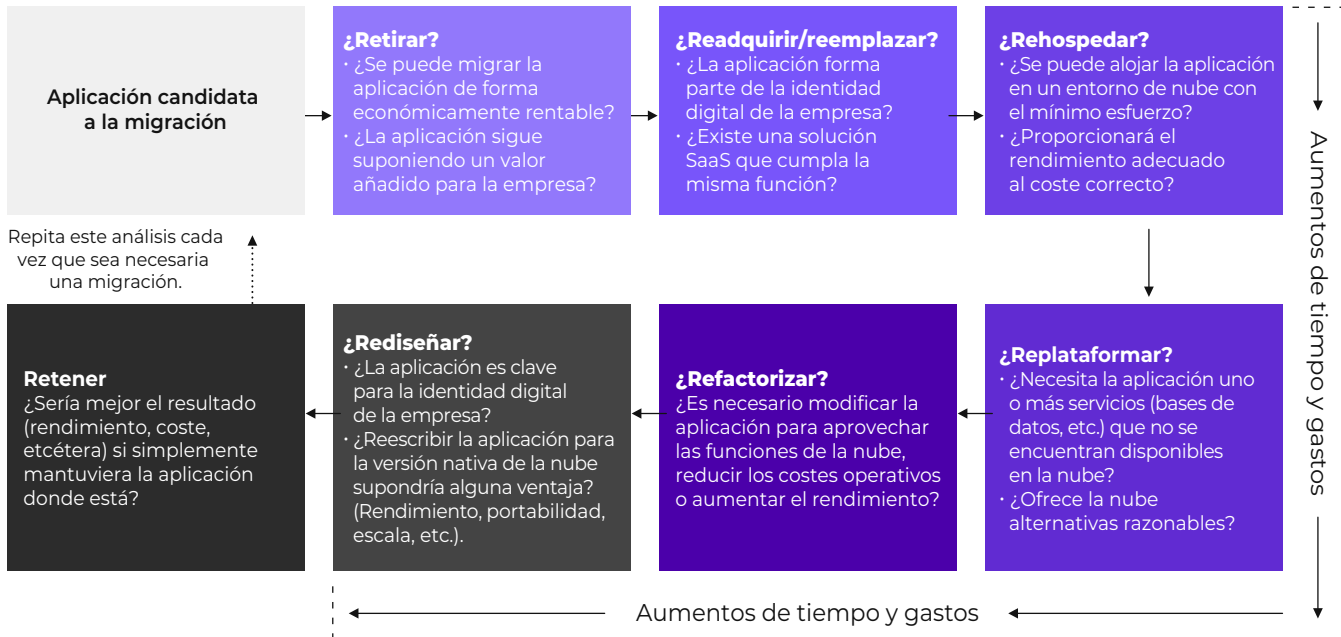 Aplicación candidata
a la migración
¿Retirar?
· ¿Se puede migrar la
aplicación de forma
económicamente rentable?
· ¿La aplicación sigue
suponiendo un valor
añadido para la empresa?
¿Readquirir/reemplazar?
· ¿La aplicación forma
parte de la identidad
digital de la empresa?
· ¿Existe una solución
SaaS que cumpla la
misma función?
¿Rehospedar?
· ¿Se puede alojar la aplicación
en un entorno de nube con
el mínimo esfuerzo?
· ¿Proporcionará el
rendimiento adecuado
al coste correcto?
Aumentos de tiempo y gastos
¿Replataformar?
· ¿Necesita la aplicación uno
o más servicios (bases de
datos, etc.) que no se
encuentran disponibles
en la nube?
· ¿Ofrece la nube
alternativas razonables?
¿Refactorizar?
¿Es necesario modificar la
aplicación para aprovechar
las funciones de la nube,
reducir los costes operativos
o aumentar el rendimiento?
¿Rediseñar?
· ¿La aplicación es clave
para la identidad digital
de la empresa?
· ¿Reescribir la aplicación para
la versión nativa de la nube
supondría alguna ventaja?
(Rendimiento, portabilidad,
escala, etc.).
Retener
¿Sería mejor el resultado
(rendimiento, coste,
etcétera) si simplemente
mantuviera la aplicación
donde está?
Repita este análisis cada
vez que sea necesaria
una migración.
Aumentos de tiempo y gastos